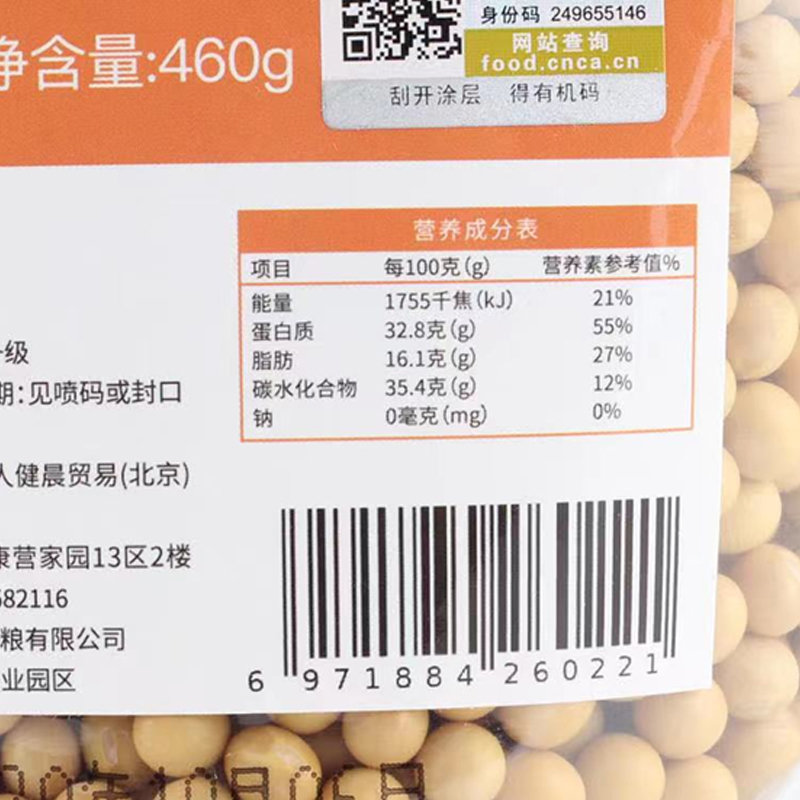 净含量:460g
身份码 249655146
网站查询
food.cnca.cn
刮开涂层 得有机码
营养成分表
项目 每100克(g) 营养素参考值%
能量 1755千焦(kJ) 21%
蛋白质 32.8克(g) 55%
脂肪 16.1克(g) 27%
碳水化合物 35.4克(g) 12%
钠 0毫克(mg) 0%
级
期:见喷码或封口
人健晨贸易(北京)
康营家园13区2楼
682116
粮有限公司
业园区
6 971884 260221